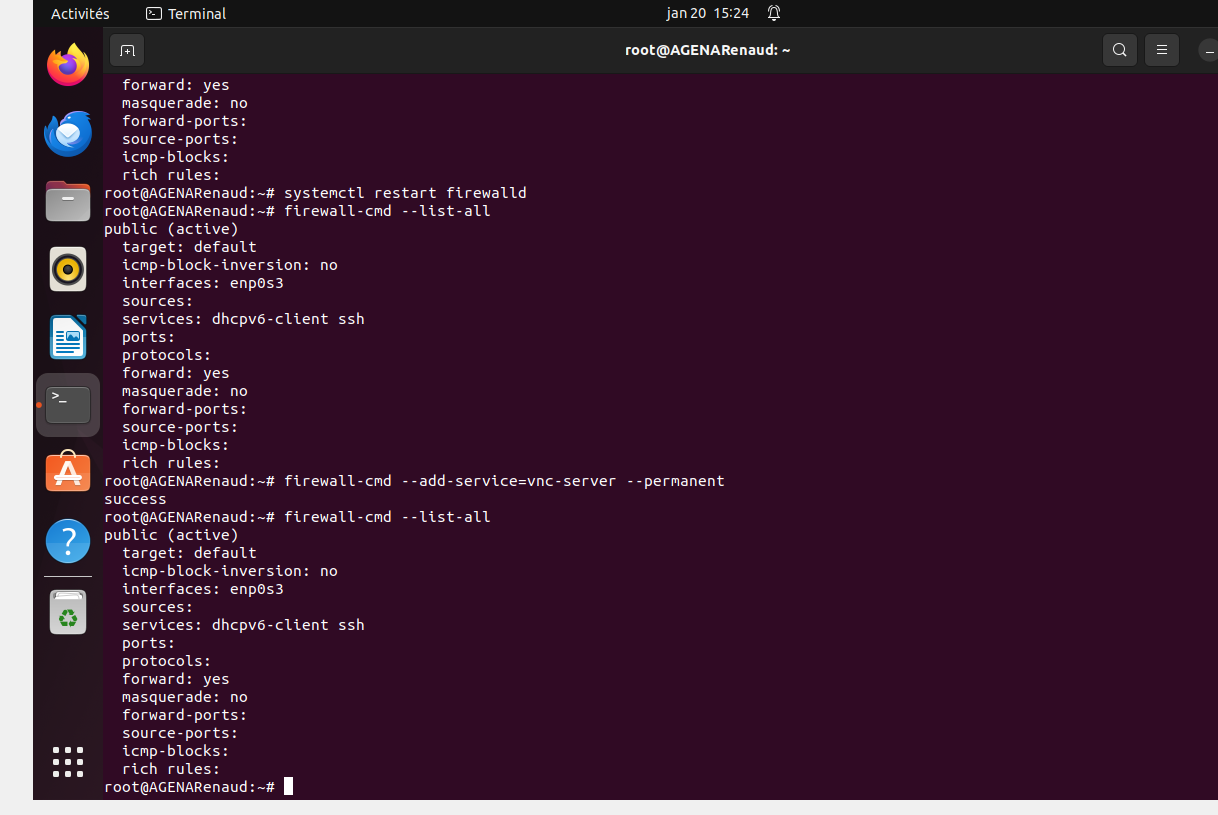 Activités
Terminal
jan 20 15:24
root@AGENARenaud: ~
  forward: yes
  masquerade: no
  forward-ports:
  source-ports:
  icmp-blocks:
  rich rules:
root@AGENARenaud:~# systemctl restart firewalld
root@AGENARenaud:~# firewall-cmd --list-all
public (active)
  target: default
  icmp-block-inversion: no
  interfaces: enp0s3
  sources:
  services: dhcpv6-client ssh
  ports:
  protocols:
  forward: yes
  masquerade: no
  forward-ports:
  source-ports:
  icmp-blocks:
  rich rules:
root@AGENARenaud:~# firewall-cmd --add-service=vnc-server --permanent
success
root@AGENARenaud:~# firewall-cmd --list-all
public (active)
  target: default
  icmp-block-inversion: no
  interfaces: enp0s3
  sources:
  services: dhcpv6-client ssh
  ports:
  protocols:
  forward: yes
  masquerade: no
  forward-ports:
  source-ports:
  icmp-blocks:
  rich rules:
root@AGENARenaud:~#